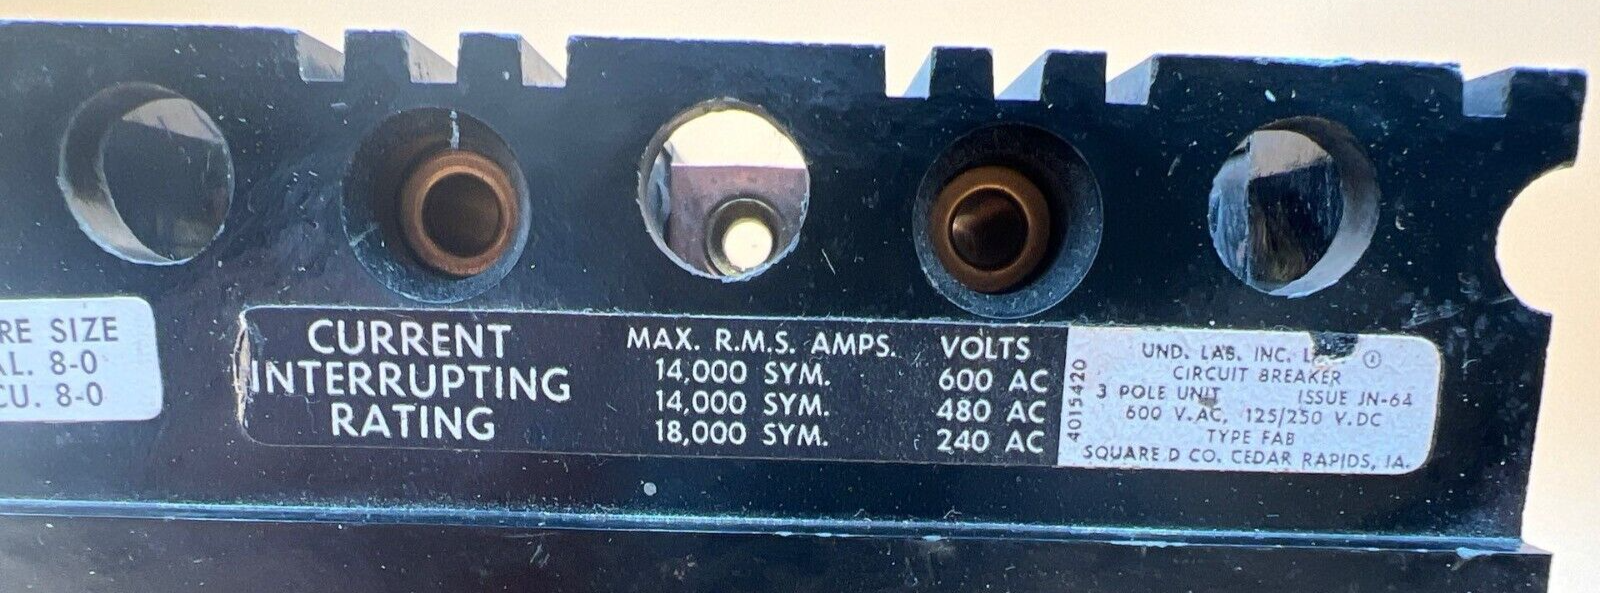 RE SIZE
AL. 8-0
CU. 8-0
CURRENT
INTERRUPTING
RATING
MAX. R.M.S. AMPS. VOLTS
14,000 SYM. 600 AC
14,000 SYM. 480 AC
18,000 SYM. 240 AC
4015420
UND. LAB. INC.
CIRCUIT BREAKER
3 POLE UNIT ISSUE JN-64
600 V.AC, 125/250 V.DC
TYPE FAB
SQUARE D CO. CEDAR RAPIDS, IA.